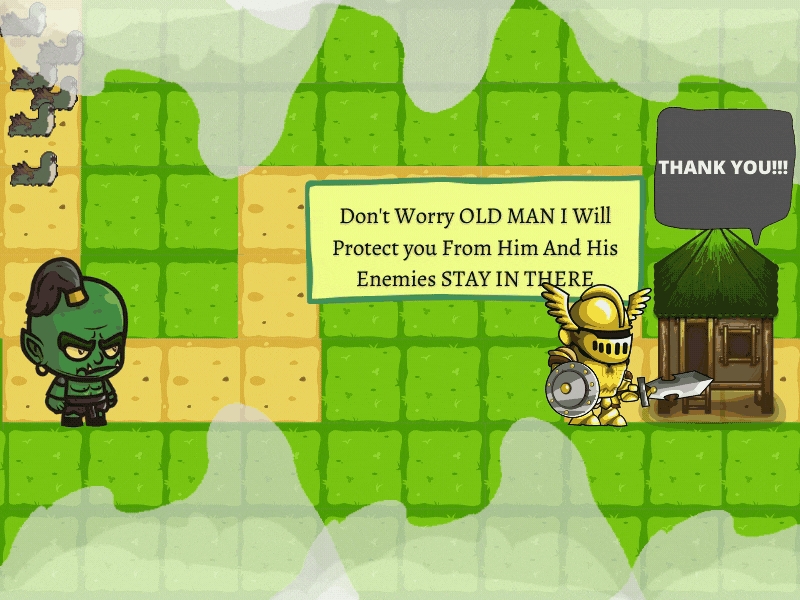 Don't Worry OLD MAN I Will
Protect you From Him And His
Enemies STAY IN THERE
THANK YOU!!!